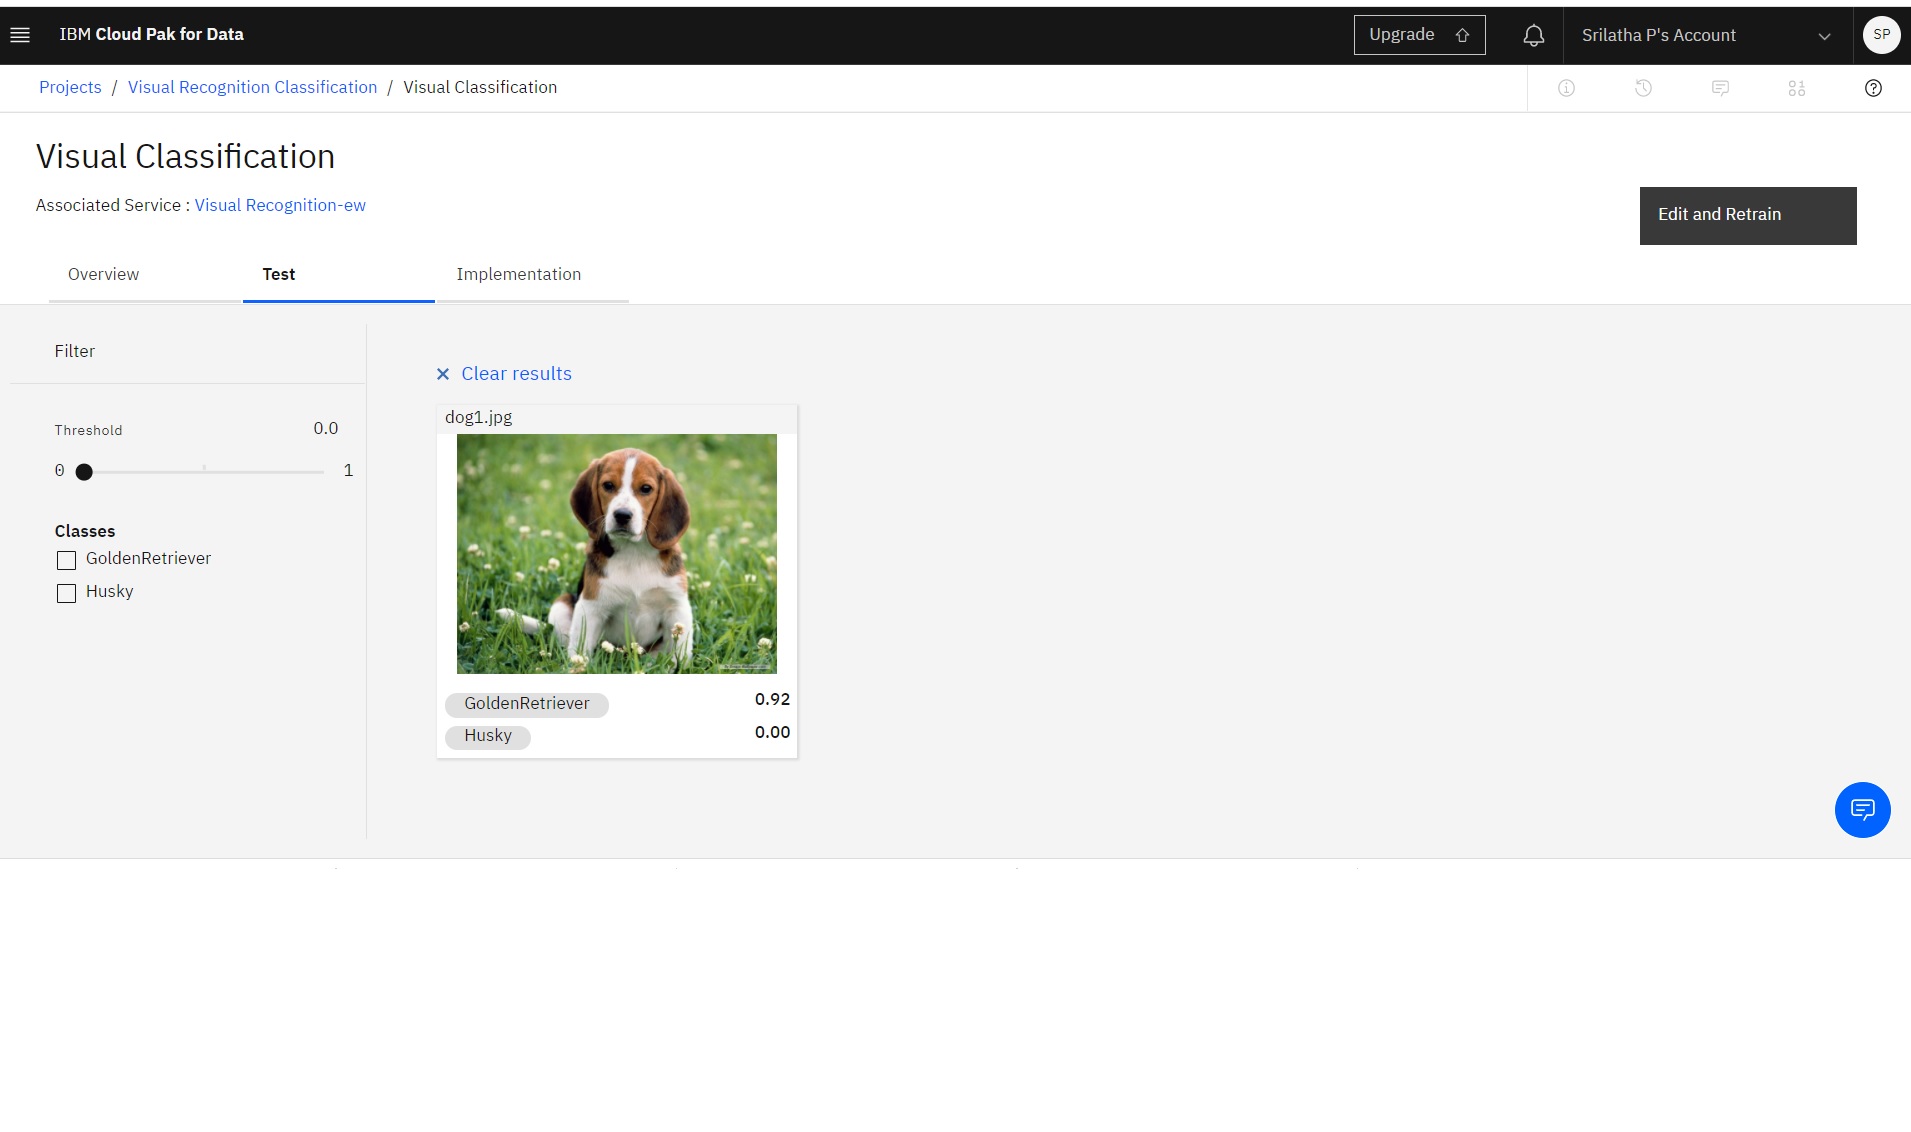 IBM Cloud Pak for Data
Upgrade
Srilatha P's Account
SP
Projects / Visual Recognition Classification / Visual Classification
Visual Classification
Associated Service : Visual Recognition-ew
Edit and Retrain
Overview
Test
Implementation
Filter
Clear results
dog1.jpg
Threshold
0.0
0
1
Classes
GoldenRetriever
Husky
GoldenRetriever
0.92
Husky
0.00